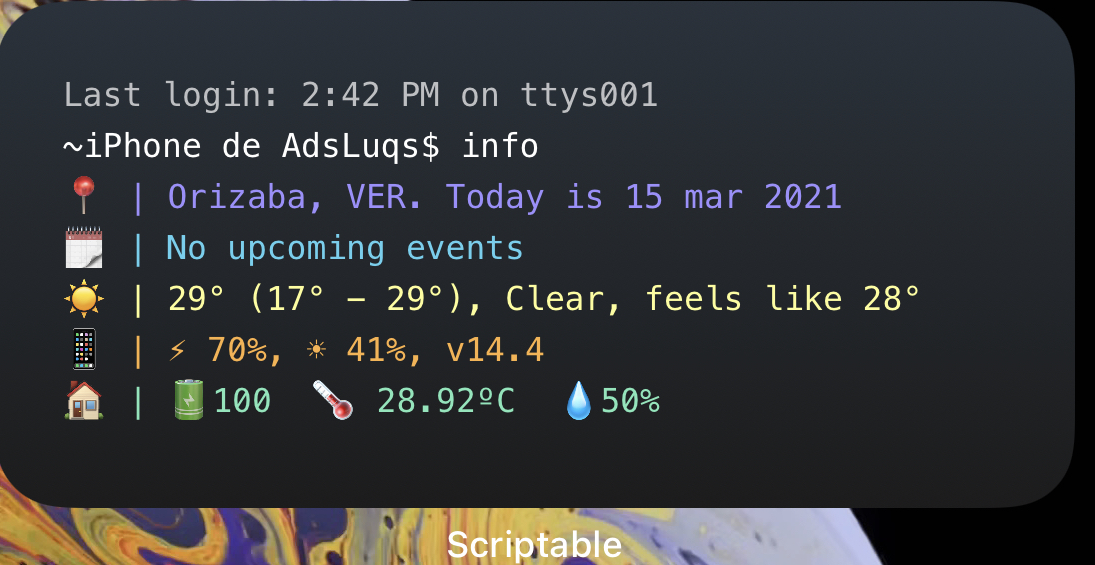 Last login: 2:42 PM on ttys001
~iPhone de AdsLuqs$ info
📍 | Orizaba, VER. Today is 15 mar 2021
🗓 | No upcoming events
☀️ | 29° (17° – 29°), Clear, feels like 28°
📱 | ⚡ 70%, ☀ 41%, v14.4
🏠 | 🔋100 🌡 28.92ºC 💧50%
Scriptable